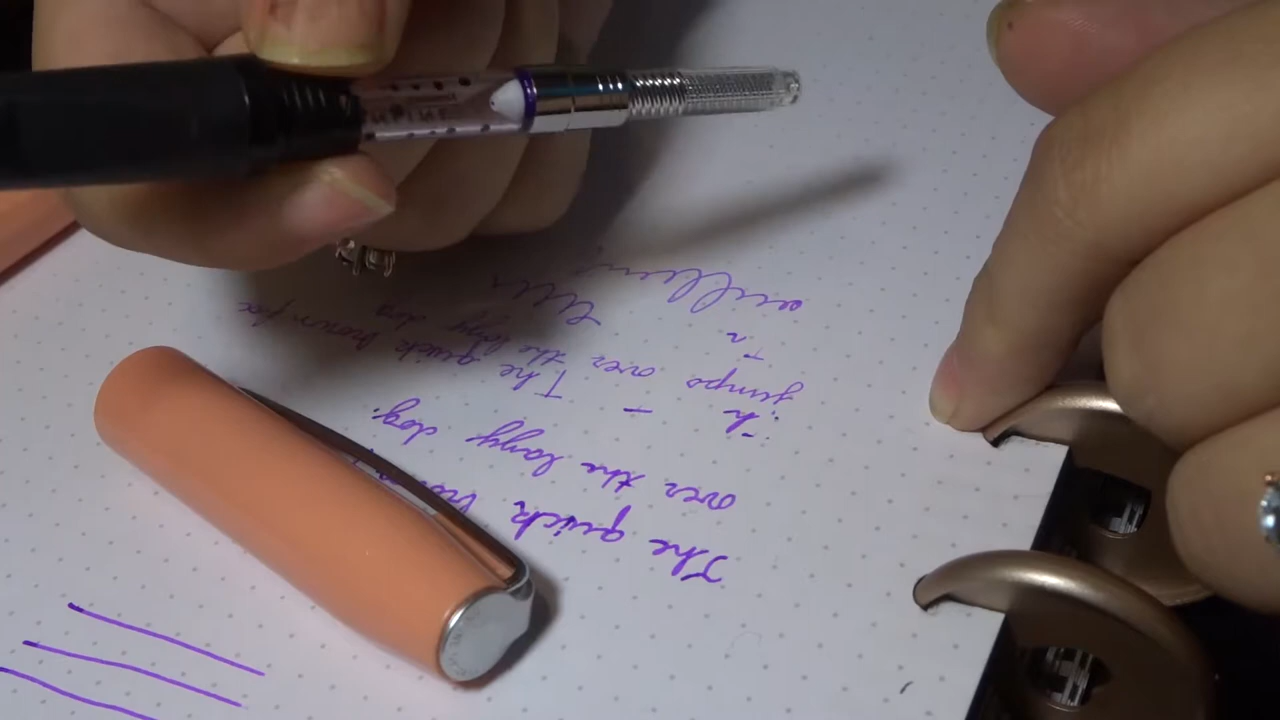 The quick
over the lazy dog.
– The quick brown fox
jumps over the lazy dog